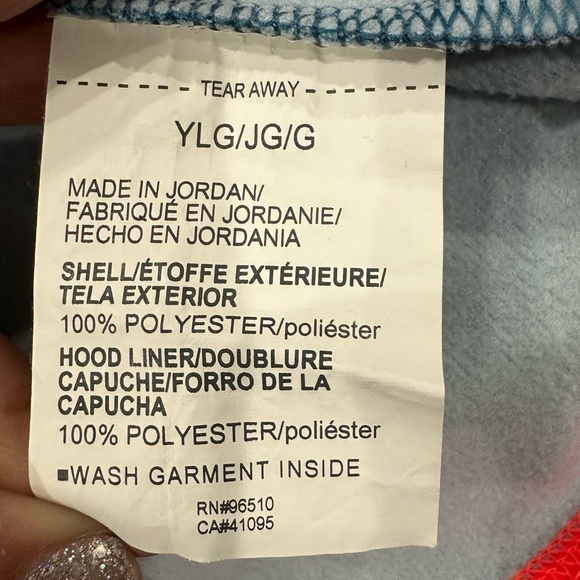 TEAR AWAY
YLG/JG/G
MADE IN JORDAN/
FABRIQUÉ EN JORDANIE/
HECHO EN JORDANIA
SHELL/ÉTOFFE EXTÉRIEURE/
TELA EXTERIOR
100% POLYESTER/poliéster
HOOD LINER/DOUBLURE
CAPUCHE/FORRO DE LA
CAPUCHA
100% POLYESTER/poliéster
▪WASH GARMENT INSIDE
RN#96510
CA#41095